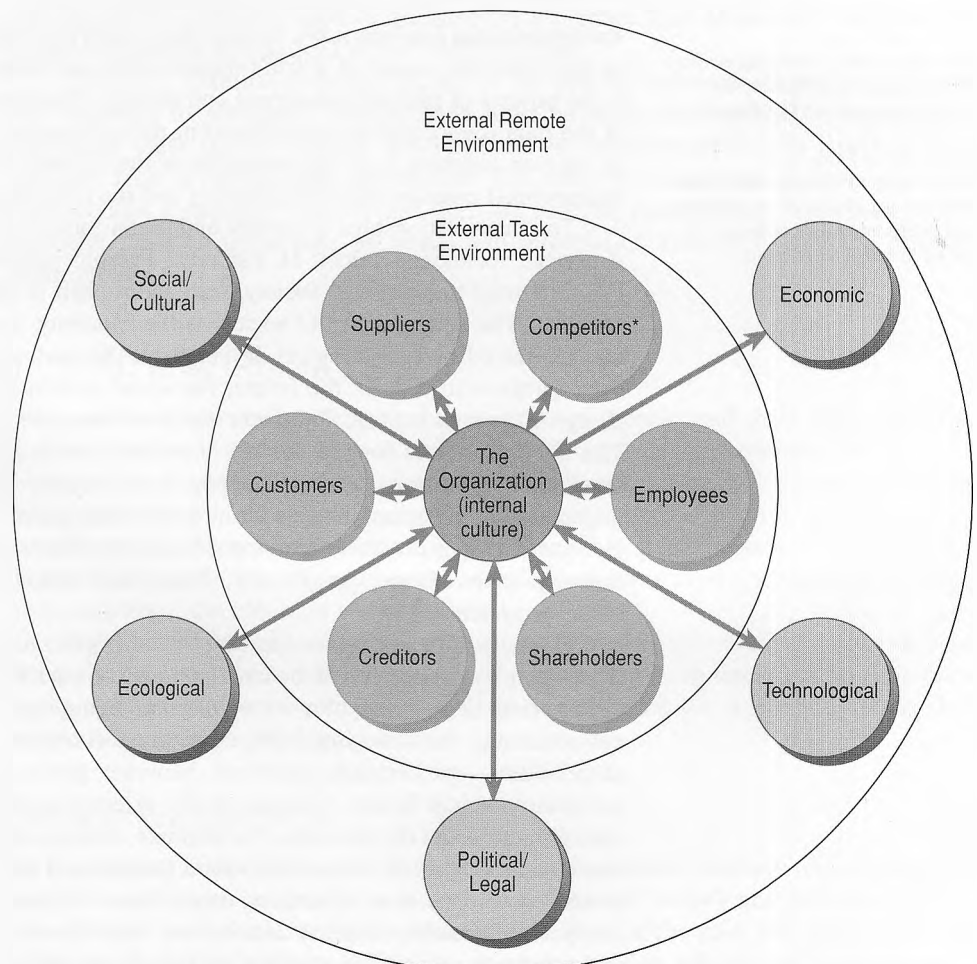 External Remote
Environment
External Task
Environment
Social/
Cultural
Suppliers
Competitors*
Economic
Customers
The
Organization
(internal
culture)
Employees
Ecological
Creditors
Shareholders
Technological
Political/
Legal